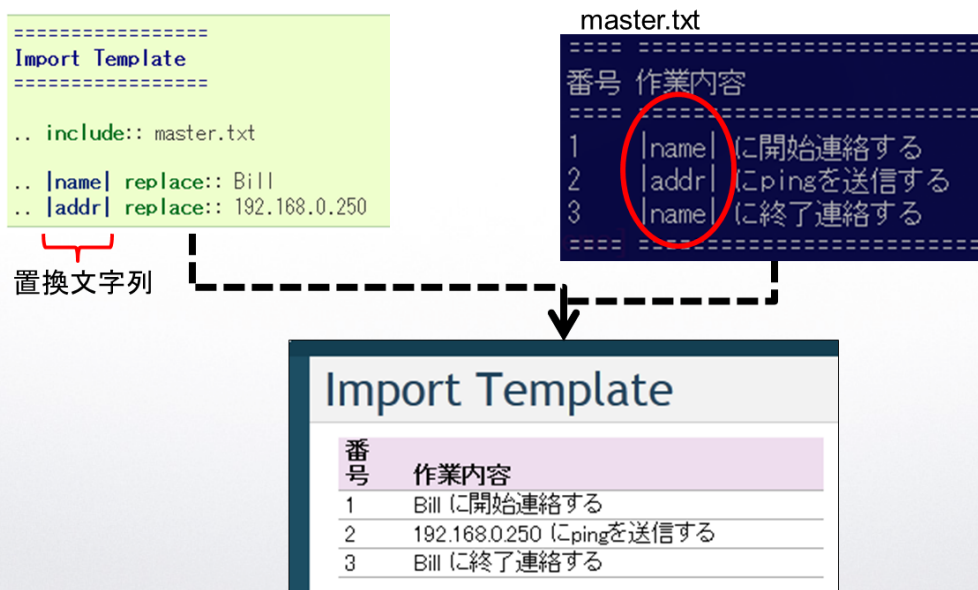 =================
Import Template
=================
.. include:: master.txt
.. |name| replace:: Bill
.. |addr| replace:: 192.168.0.250
置換文字列
master.txt
==== ==========================
番号 作業内容
==== ==========================
1 |name| に開始連絡する
2 |addr| にpingを送信する
3 |name| に終了連絡する
==== ==========================
Import Template
番号 作業内容
1 Bill に開始連絡する
2 192.168.0.250 にpingを送信する
3 Bill に終了連絡する